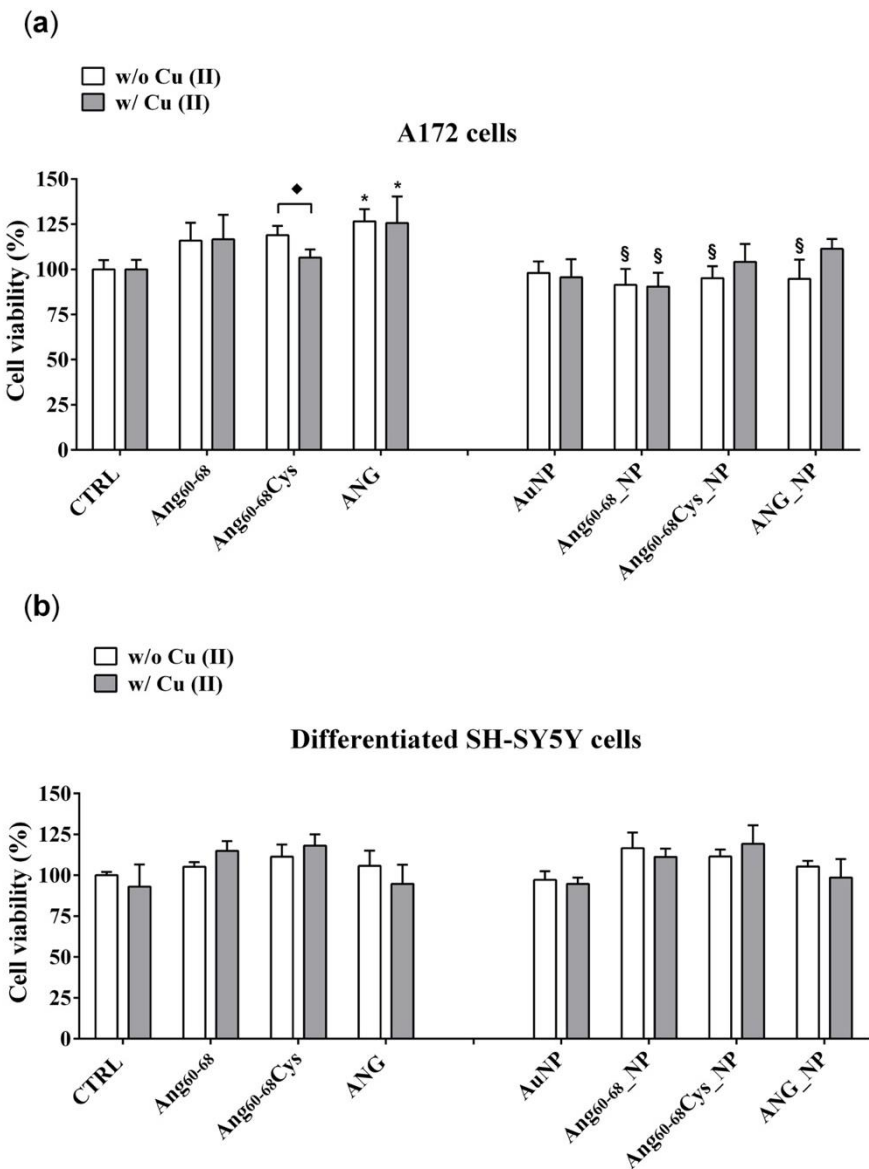 (a)
w/o Cu (II)
w/ Cu (II)
A172 cells
Cell viability (%)
150
125
100
75
50
25
0
◆
*
*
§
§
§
§
CTRL
Ang60-68
Ang60-68Cys
ANG
AuNP
Ang60-68_NP
Ang60-68Cys_NP
ANG_NP
(b)
w/o Cu (II)
w/ Cu (II)
Differentiated SH-SY5Y cells
Cell viability (%)
150
125
100
75
50
25
0
CTRL
Ang60-68
Ang60-68Cys
ANG
AuNP
Ang60-68_NP
Ang60-68Cys_NP
ANG_NP